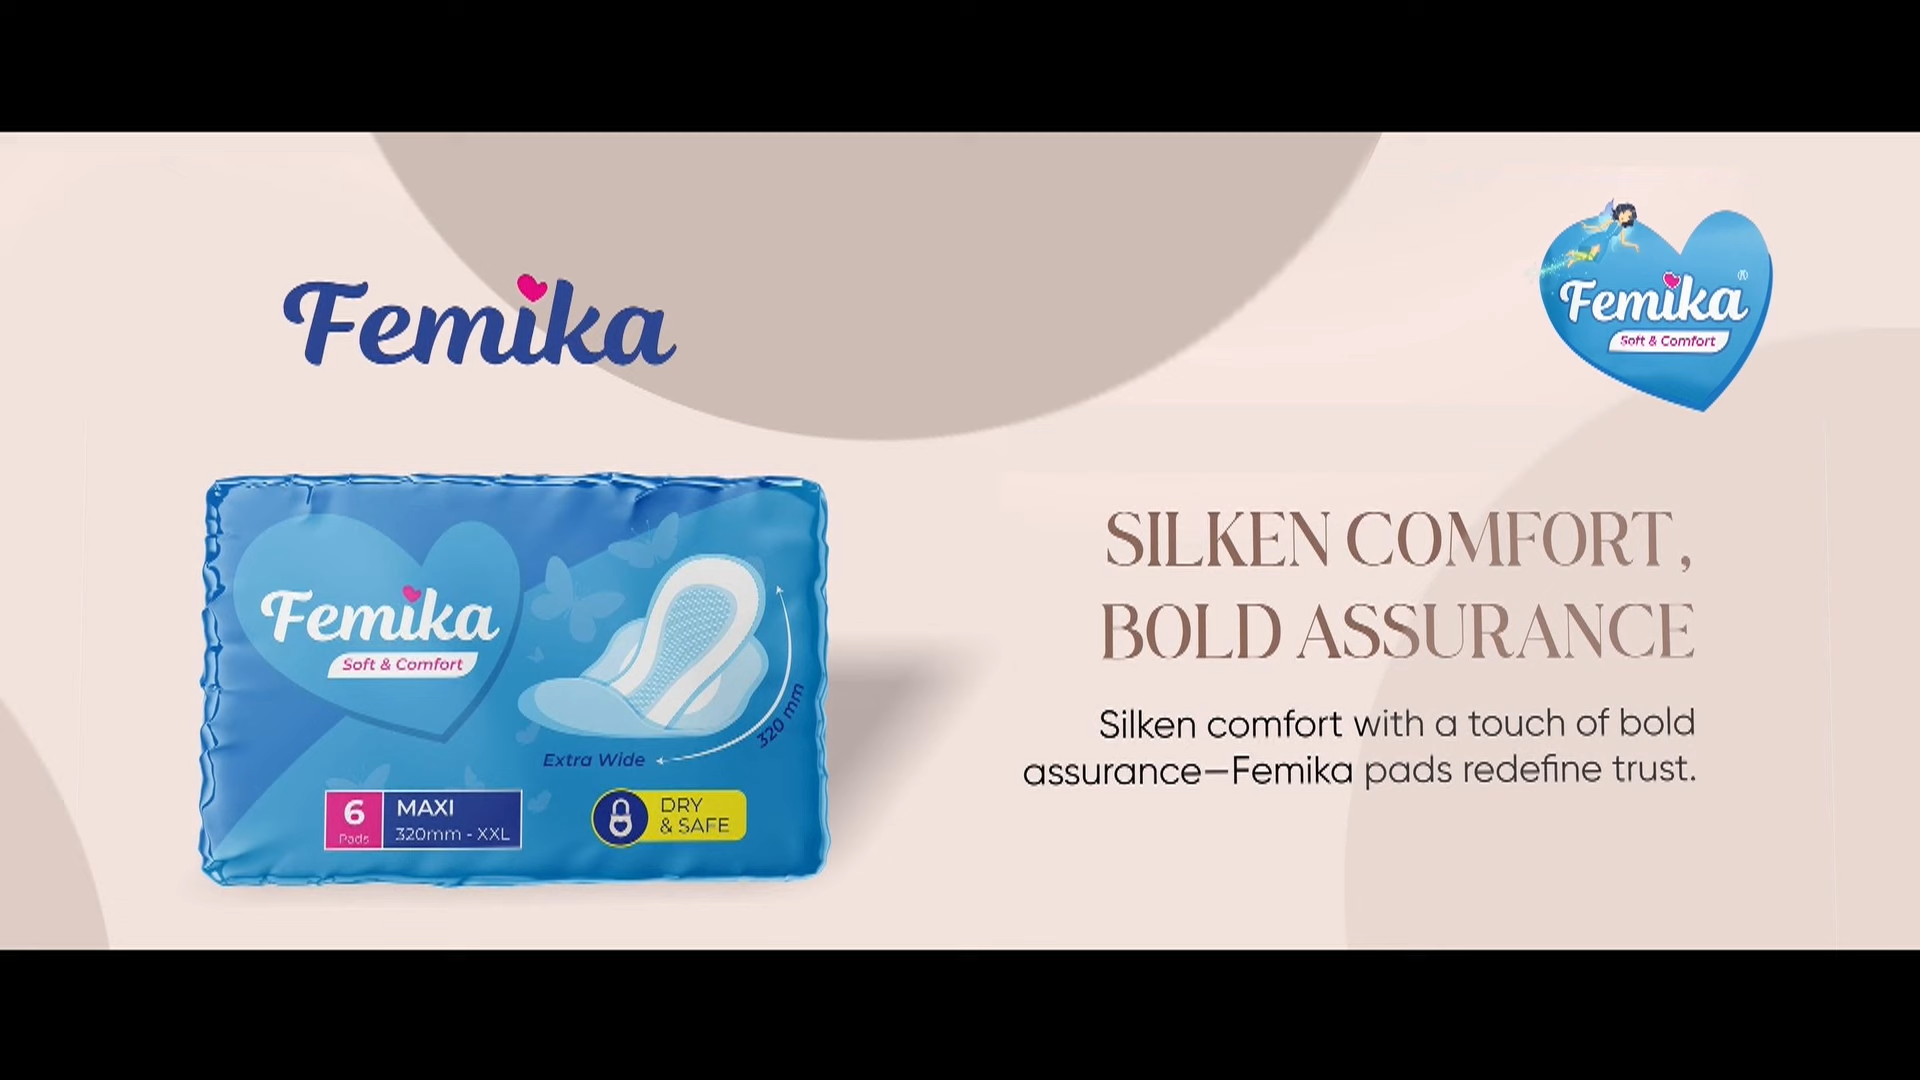 Femika
Femika
®
Soft & Comfort
SILKEN COMFORT,
BOLD ASSURANCE
Silken comfort with a touch of bold
assurance—Femika pads redefine trust.
Femika
Soft & Comfort
320 mm
Extra Wide
6
Pads
MAXI
320mm - XXL
DRY
& SAFE